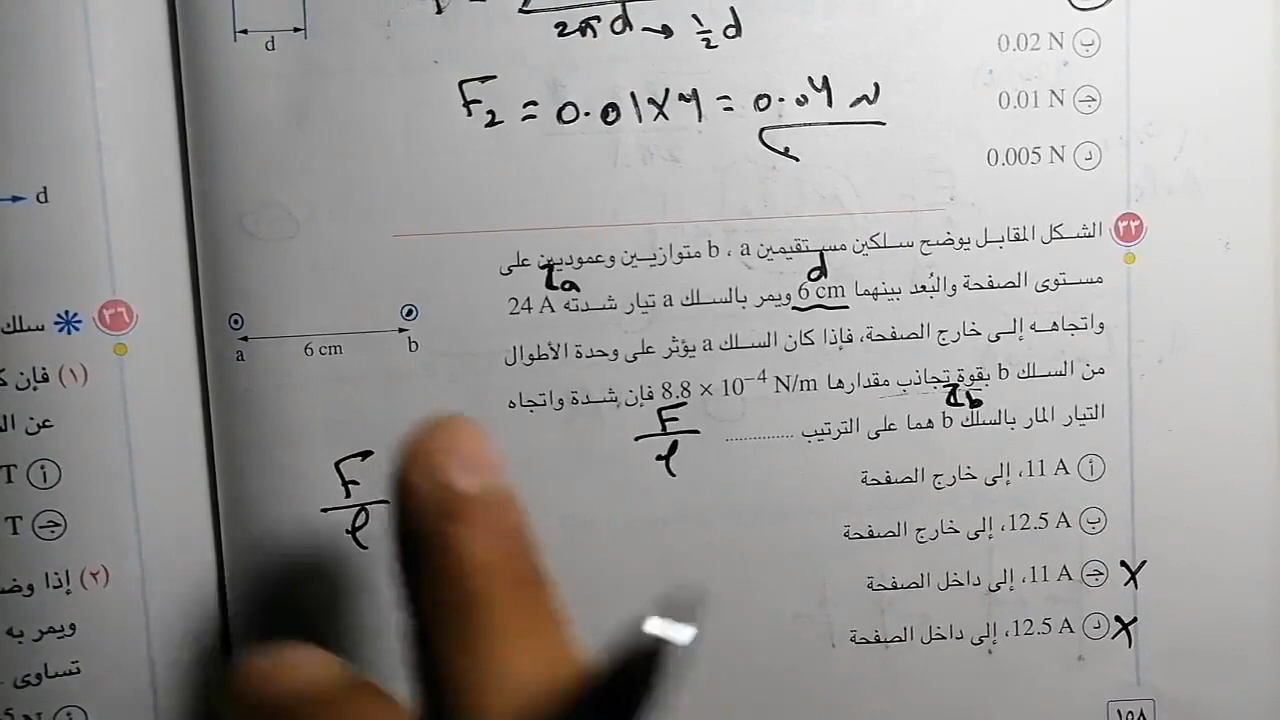 d
2π d → ½ d
ب 0.02 N
F₂ = 0.01 × 4 = 0.04 N
ج 0.01 N
د 0.005 N
٣٣ الشكل المقابل يوضح سلكين مستقيمين b ، a متوازيين وعموديين على
Ia
d
مستوى الصفحة والبُعد بينهما 6 cm ويمر بالسلك a تيار شدته 24 A
واتجاهه إلى خارج الصفحة، فإذا كان السلك a يؤثر على وحدة الأطوال
من السلك b بقوة تجاذب مقدارها 8.8 × 10⁻⁴ N/m فإن شدة واتجاه
F/ℓ
Ib
التيار المار بالسلك b هما على الترتيب ..............
a 6 cm b
F/ℓ
أ 11 A، إلى خارج الصفحة
ب 12.5 A، إلى خارج الصفحة
ج 11 A، إلى داخل الصفحة X
د 12.5 A، إلى داخل الصفحة X
١٥٨
d
٣٦ سلك
(١) فإن
أ T
ج T
(٢) إذا
ويمر به
تساوى